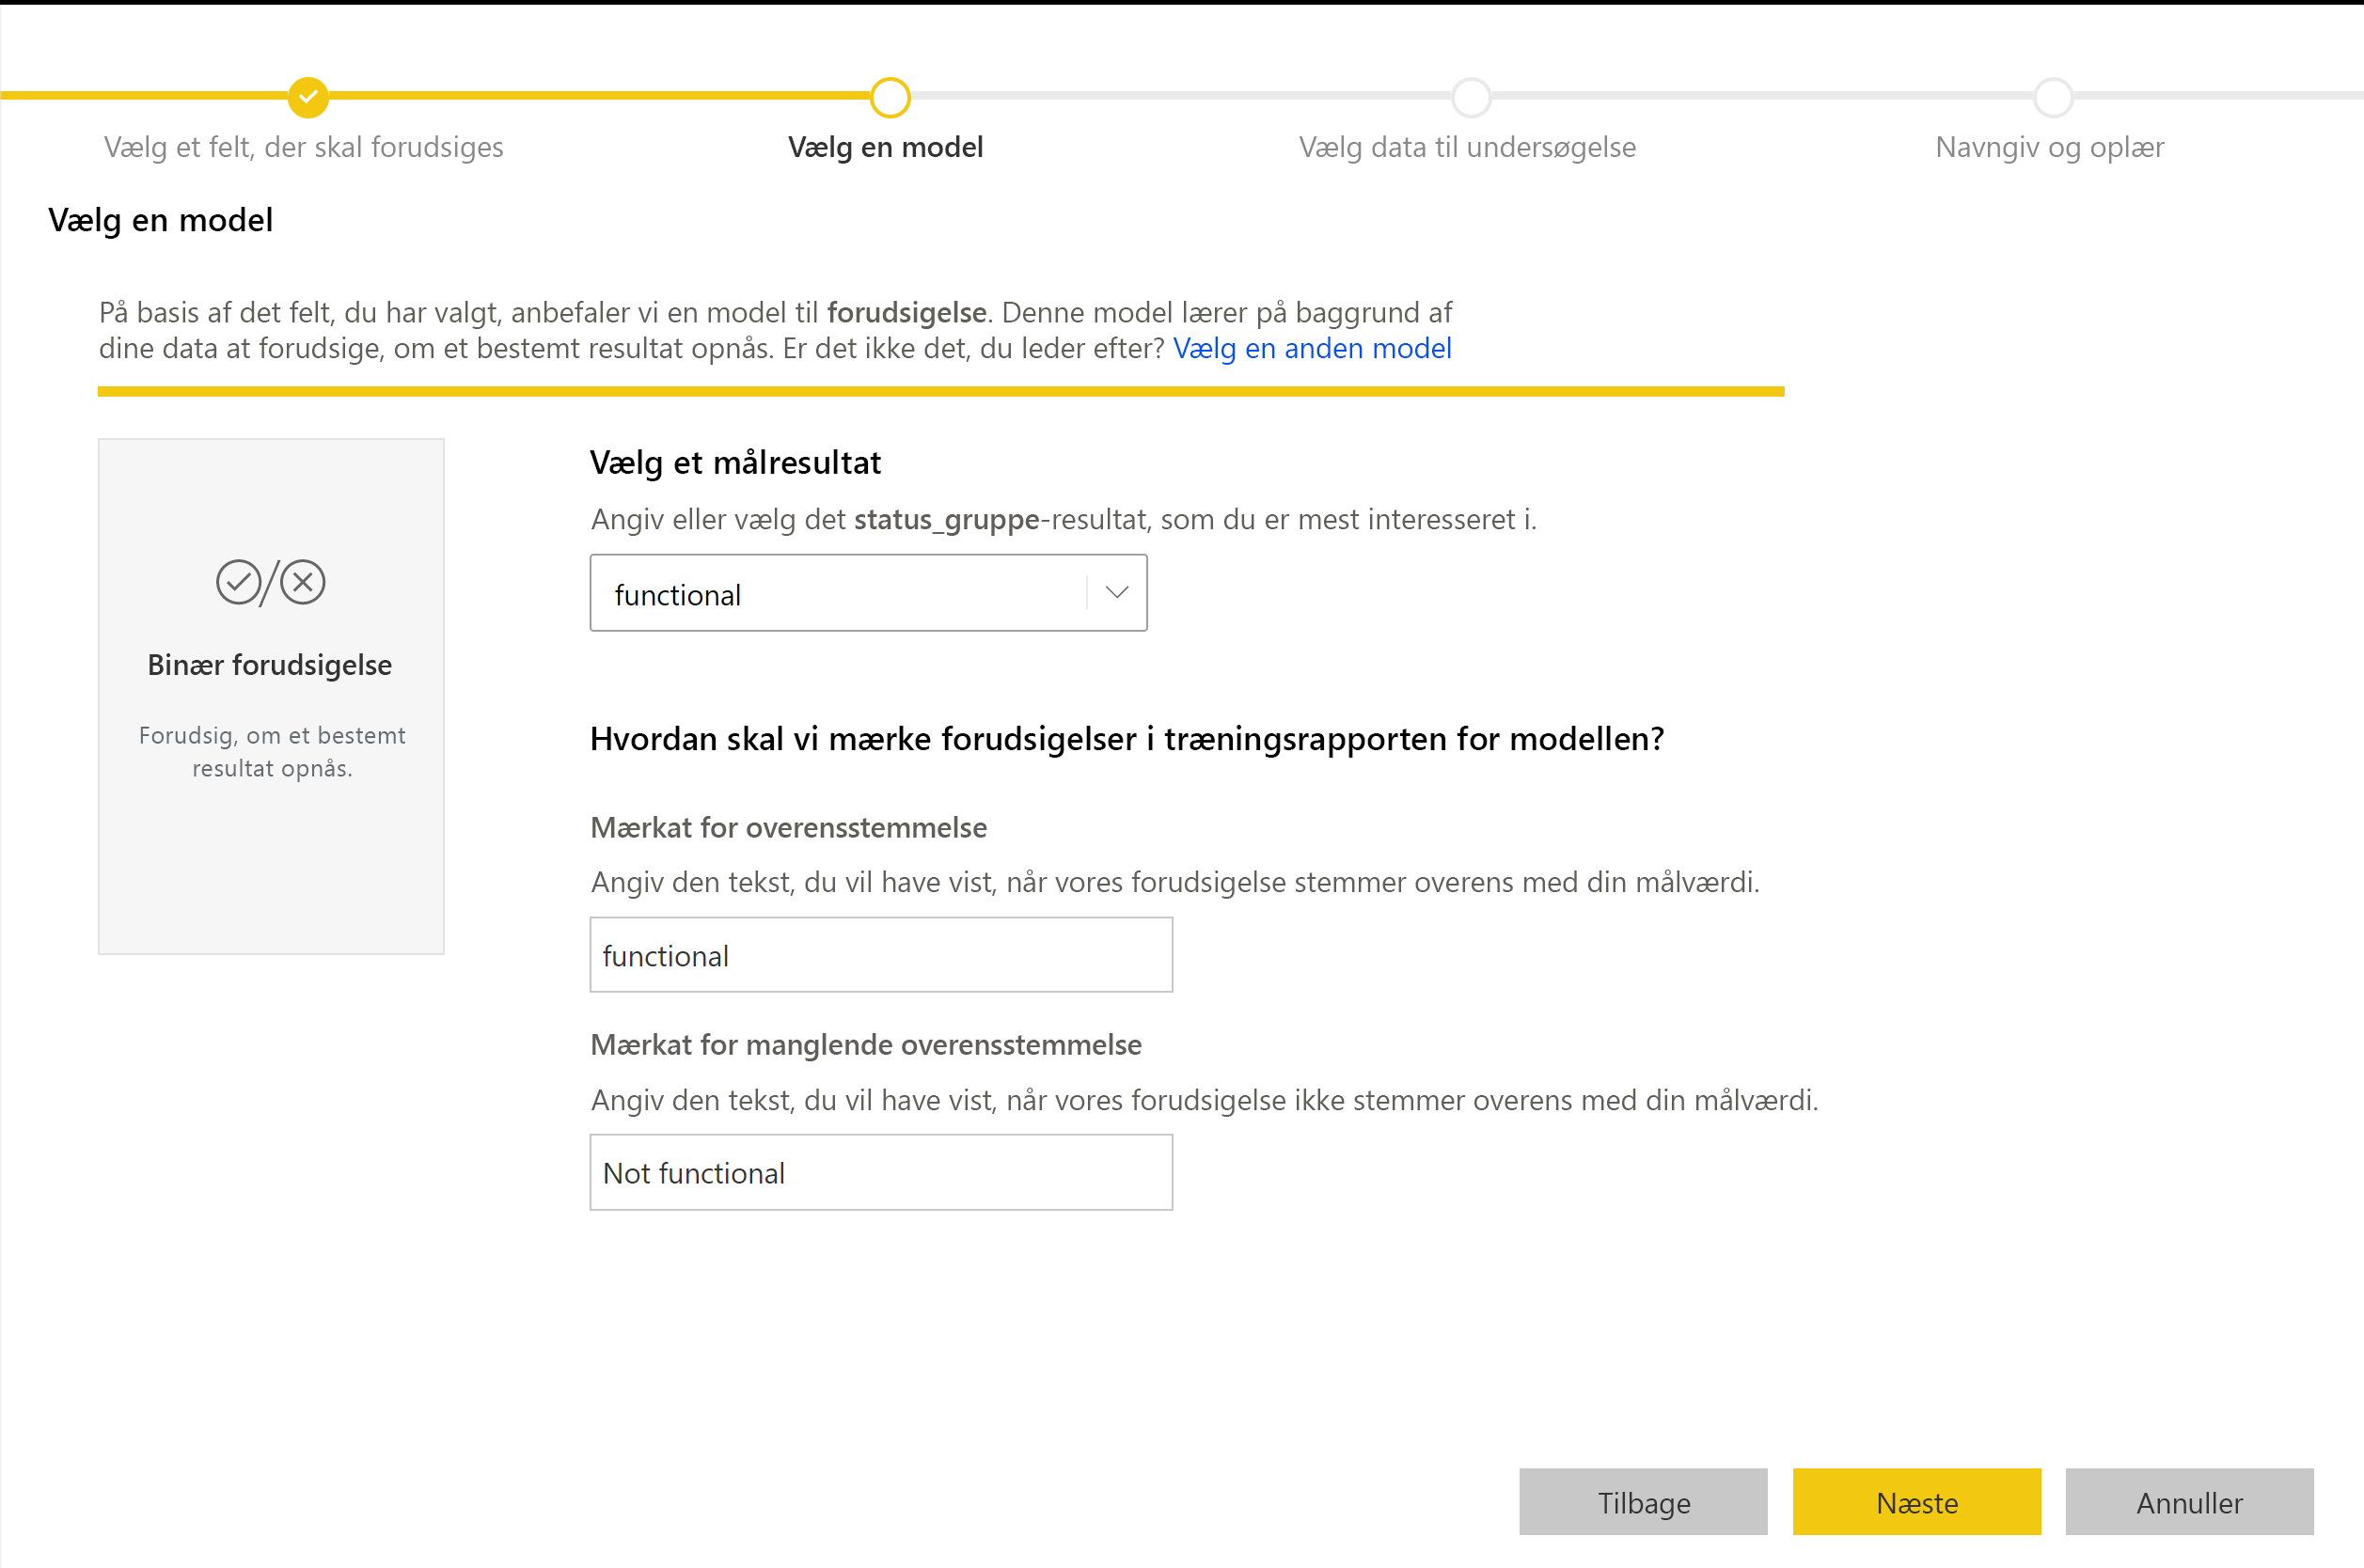 Vælg et felt, der skal forudsiges
Vælg en model
Vælg data til undersøgelse
Navngiv og oplær
Vælg en model
På basis af det felt, du har valgt, anbefaler vi en model til forudsigelse. Denne model lærer på baggrund af
dine data at forudsige, om et bestemt resultat opnås. Er det ikke det, du leder efter? Vælg en anden model
Binær forudsigelse
Forudsig, om et bestemt
resultat opnås.
Vælg et målresultat
Angiv eller vælg det status_gruppe-resultat, som du er mest interesseret i.
functional
Hvordan skal vi mærke forudsigelser i træningsrapporten for modellen?
Mærkat for overensstemmelse
Angiv den tekst, du vil have vist, når vores forudsigelse stemmer overens med din målværdi.
functional
Mærkat for manglende overensstemmelse
Angiv den tekst, du vil have vist, når vores forudsigelse ikke stemmer overens med din målværdi.
Not functional
Tilbage
Næste
Annuller